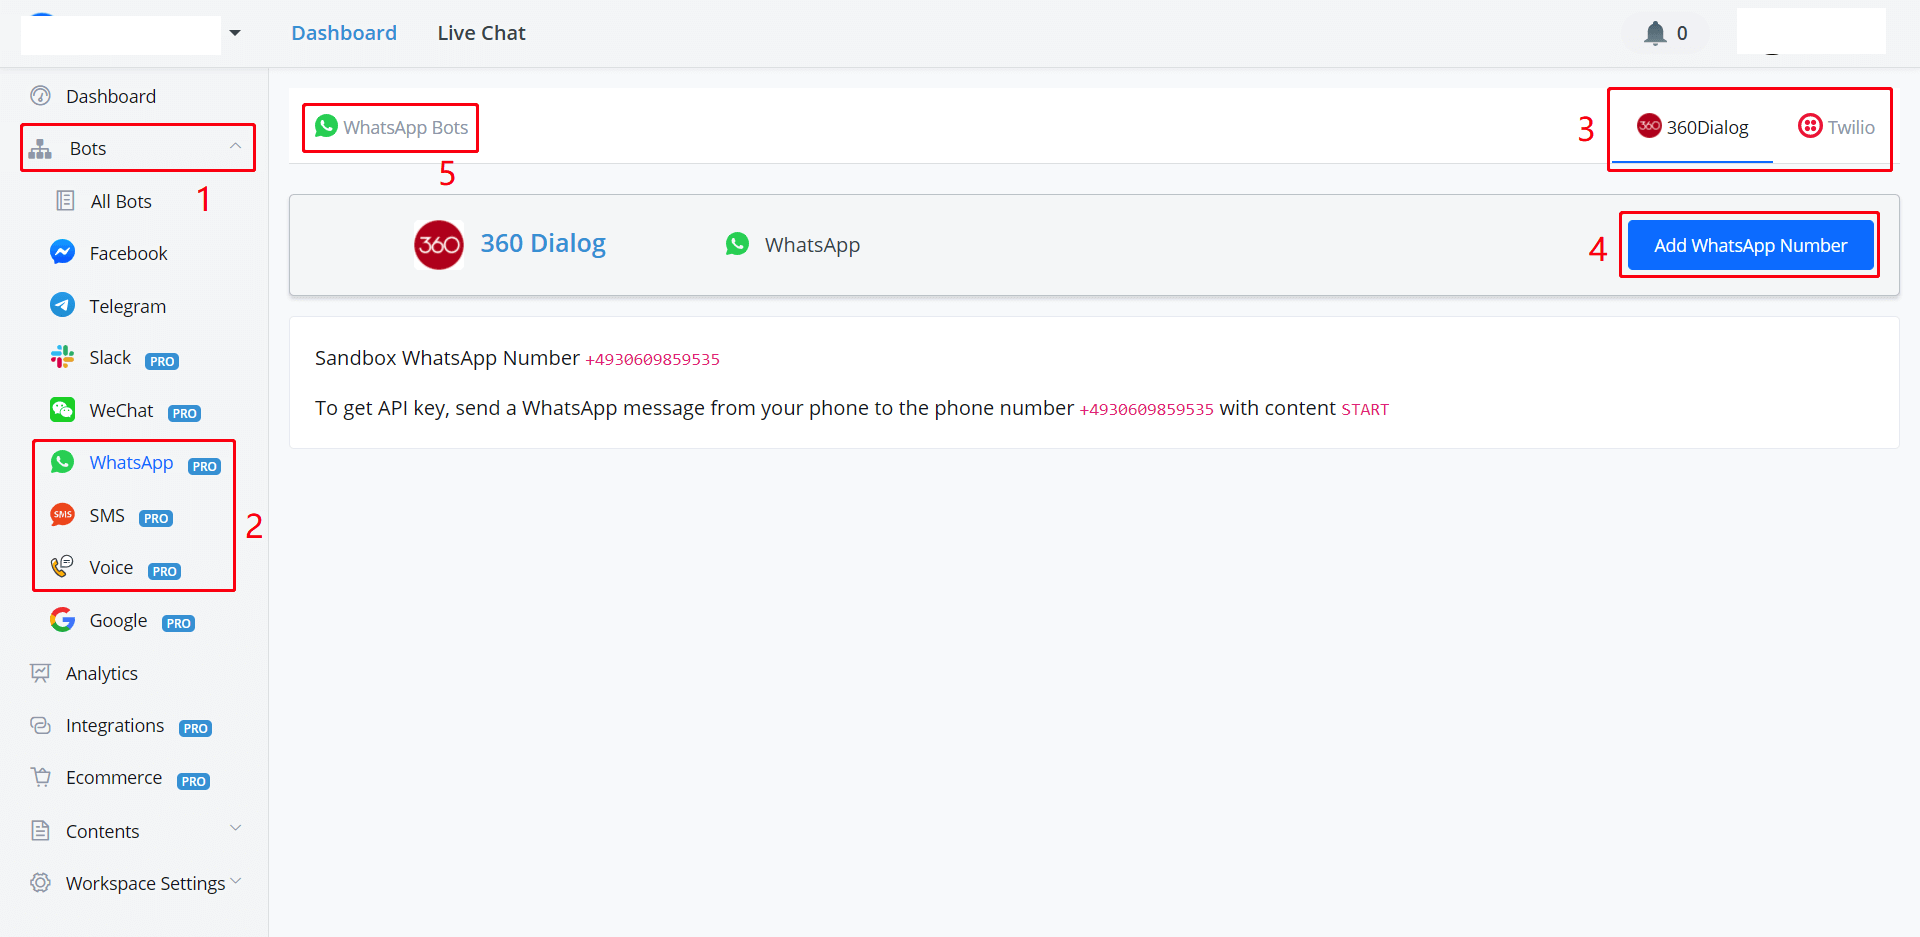 Dashboard Live Chat 0
Dashboard
Bots
1
All Bots
Facebook
Telegram
Slack PRO
WeChat PRO
WhatsApp PRO
SMS SMS PRO
2
Voice PRO
Google PRO
Analytics
Integrations PRO
Ecommerce PRO
Contents
Workspace Settings
WhatsApp Bots
5
3
360 360Dialog Twilio
360 360 Dialog WhatsApp
4
Add WhatsApp Number
Sandbox WhatsApp Number +4930609859535
To get API key, send a WhatsApp message from your phone to the phone number +4930609859535 with content START